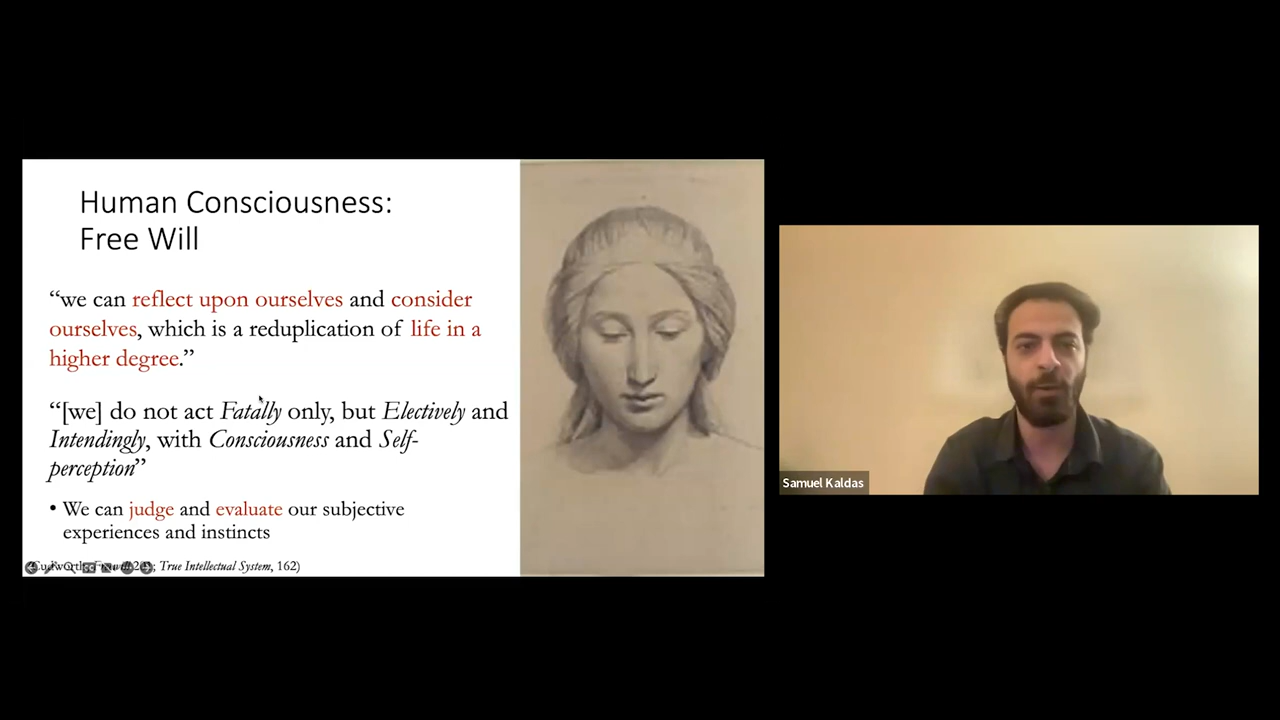 Human Consciousness:
Free Will
“we can reflect upon ourselves and consider
ourselves, which is a reduplication of life in a
higher degree.”
“[we] do not act Fatally only, but Electively and
Intendingly, with Consciousness and Self-
perception”
• We can judge and evaluate our subjective
experiences and instincts
True Intellectual System, 162)
Samuel Kaldas